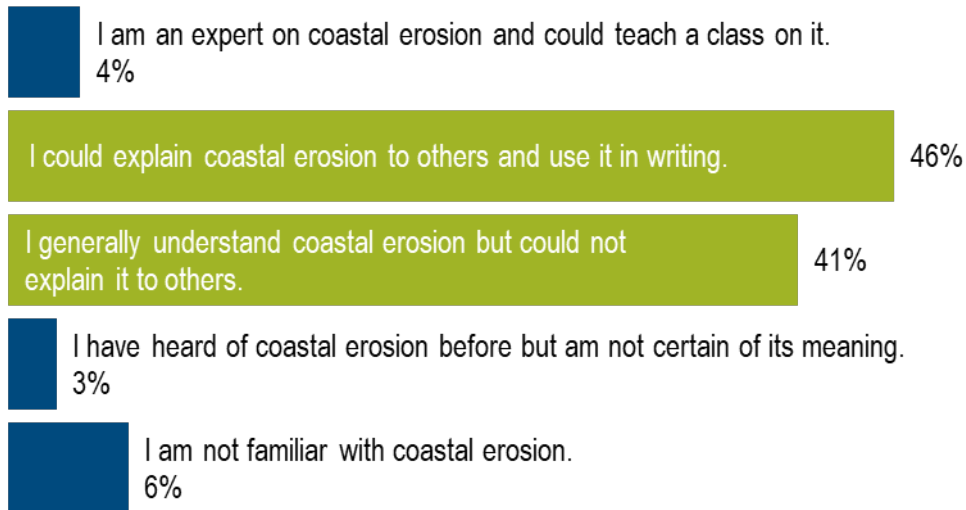 I am an expert on coastal erosion and could teach a class on it.
4%
I could explain coastal erosion to others and use it in writing.
46%
I generally understand coastal erosion but could not
explain it to others.
41%
I have heard of coastal erosion before but am not certain of its meaning.
3%
I am not familiar with coastal erosion.
6%